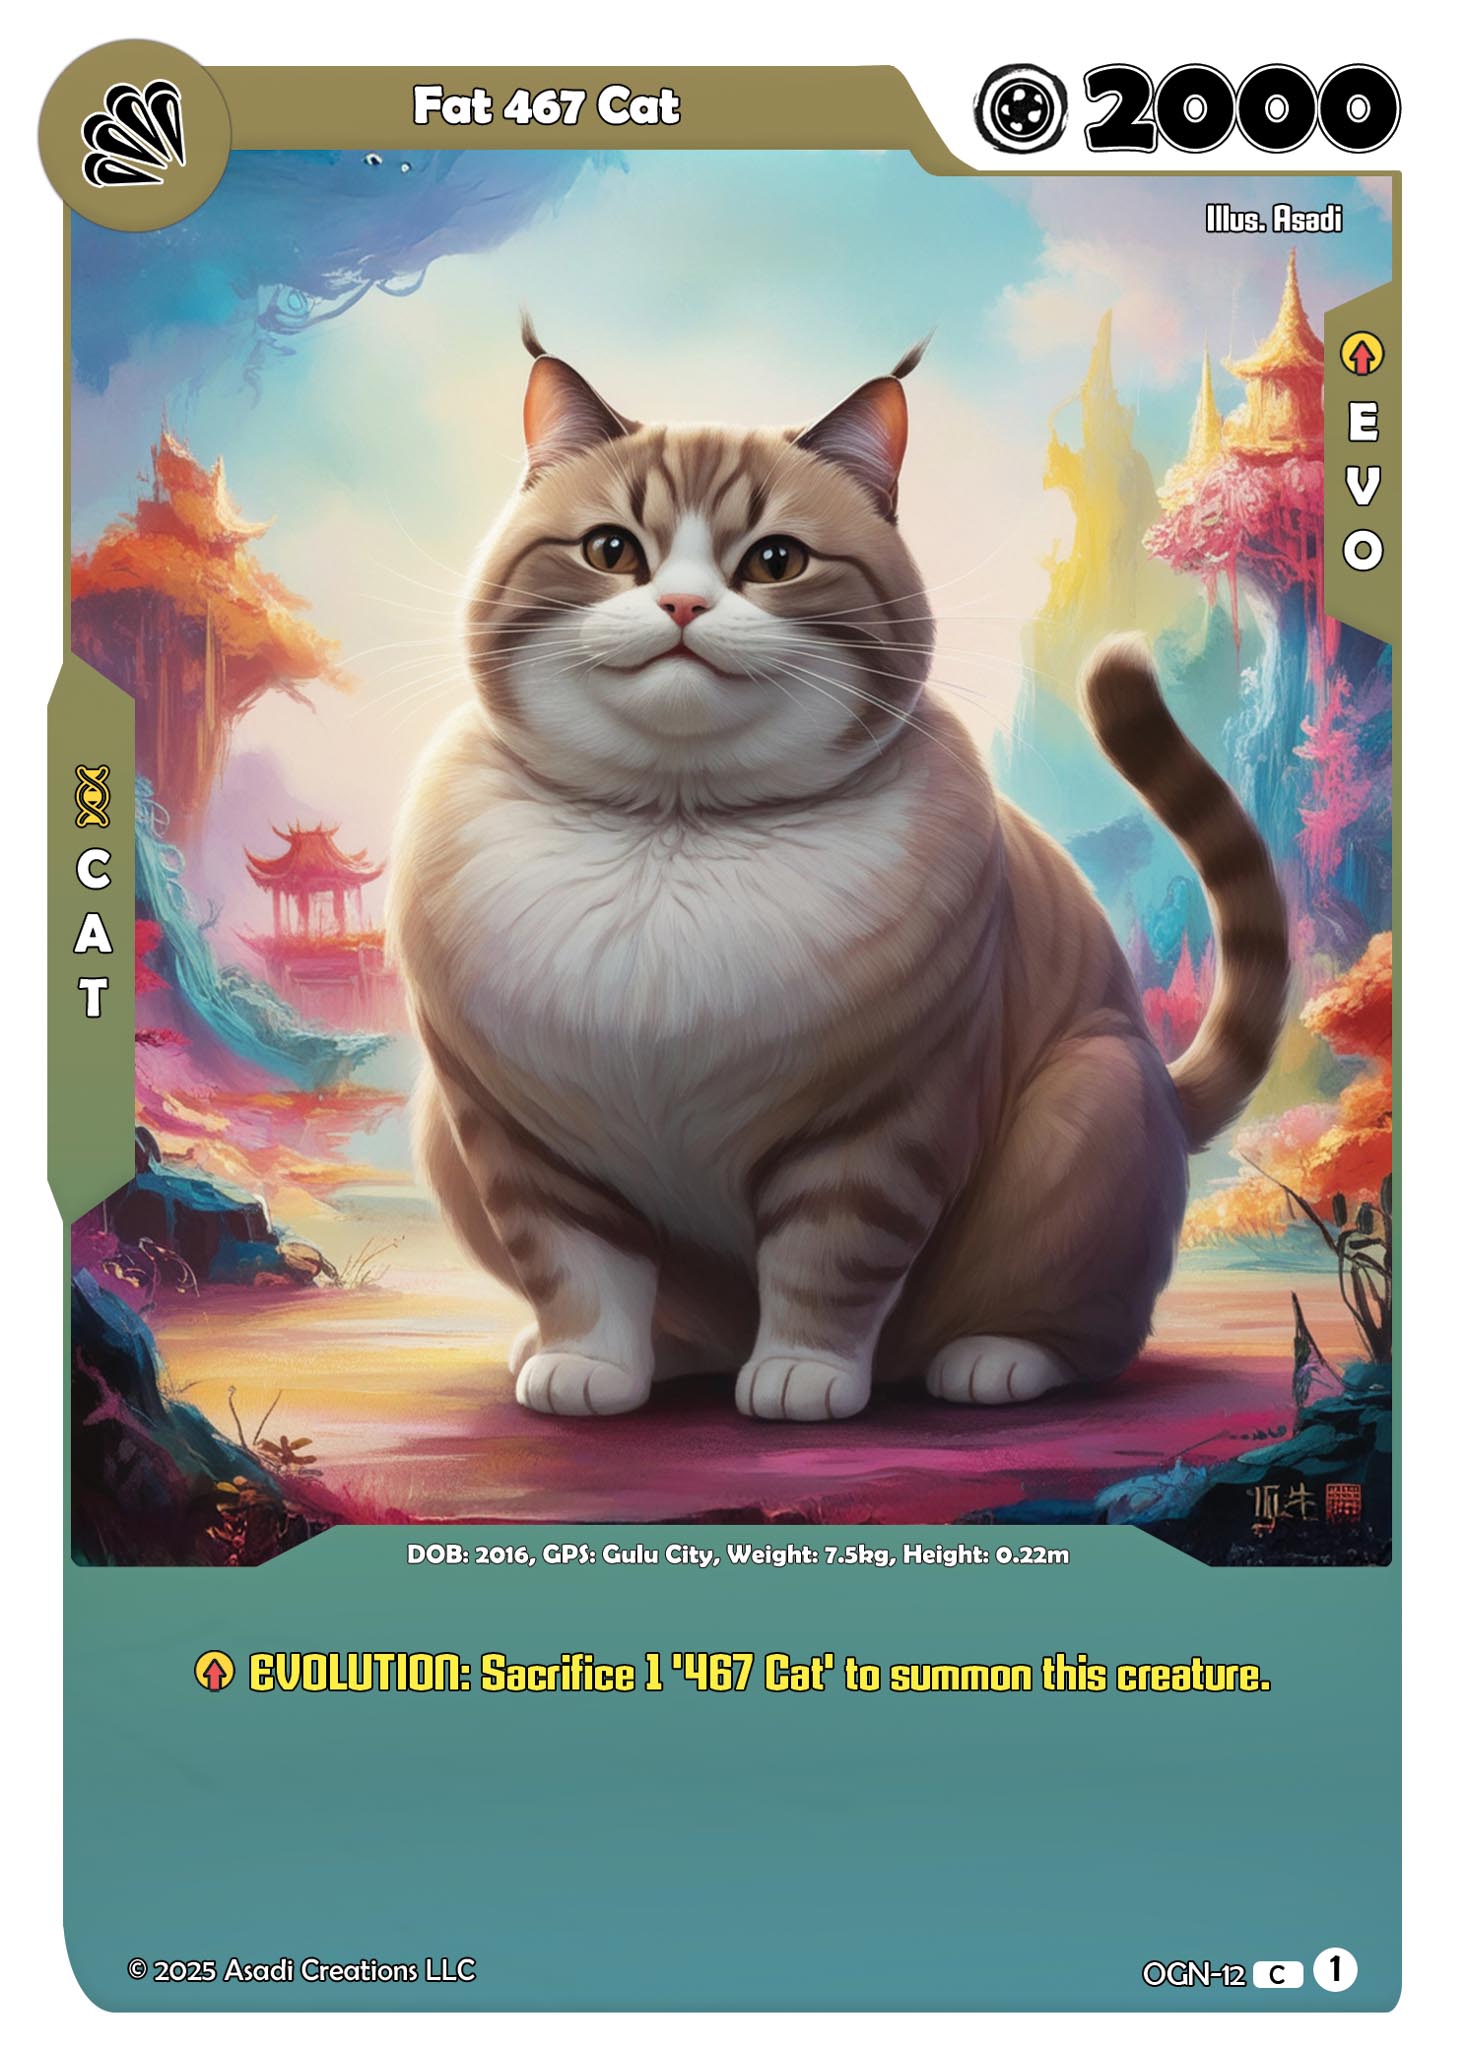 Fat 467 Cat
2000
Illus. Asadi
EVO
CAT
DOB: 2016, GPS: Gulu City, Weight: 7.5kg, Height: 0.22m
EVOLUTION: Sacrifice 1 '467 Cat' to summon this creature.
© 2025 Asadi Creations LLC
OGN-12 C 1